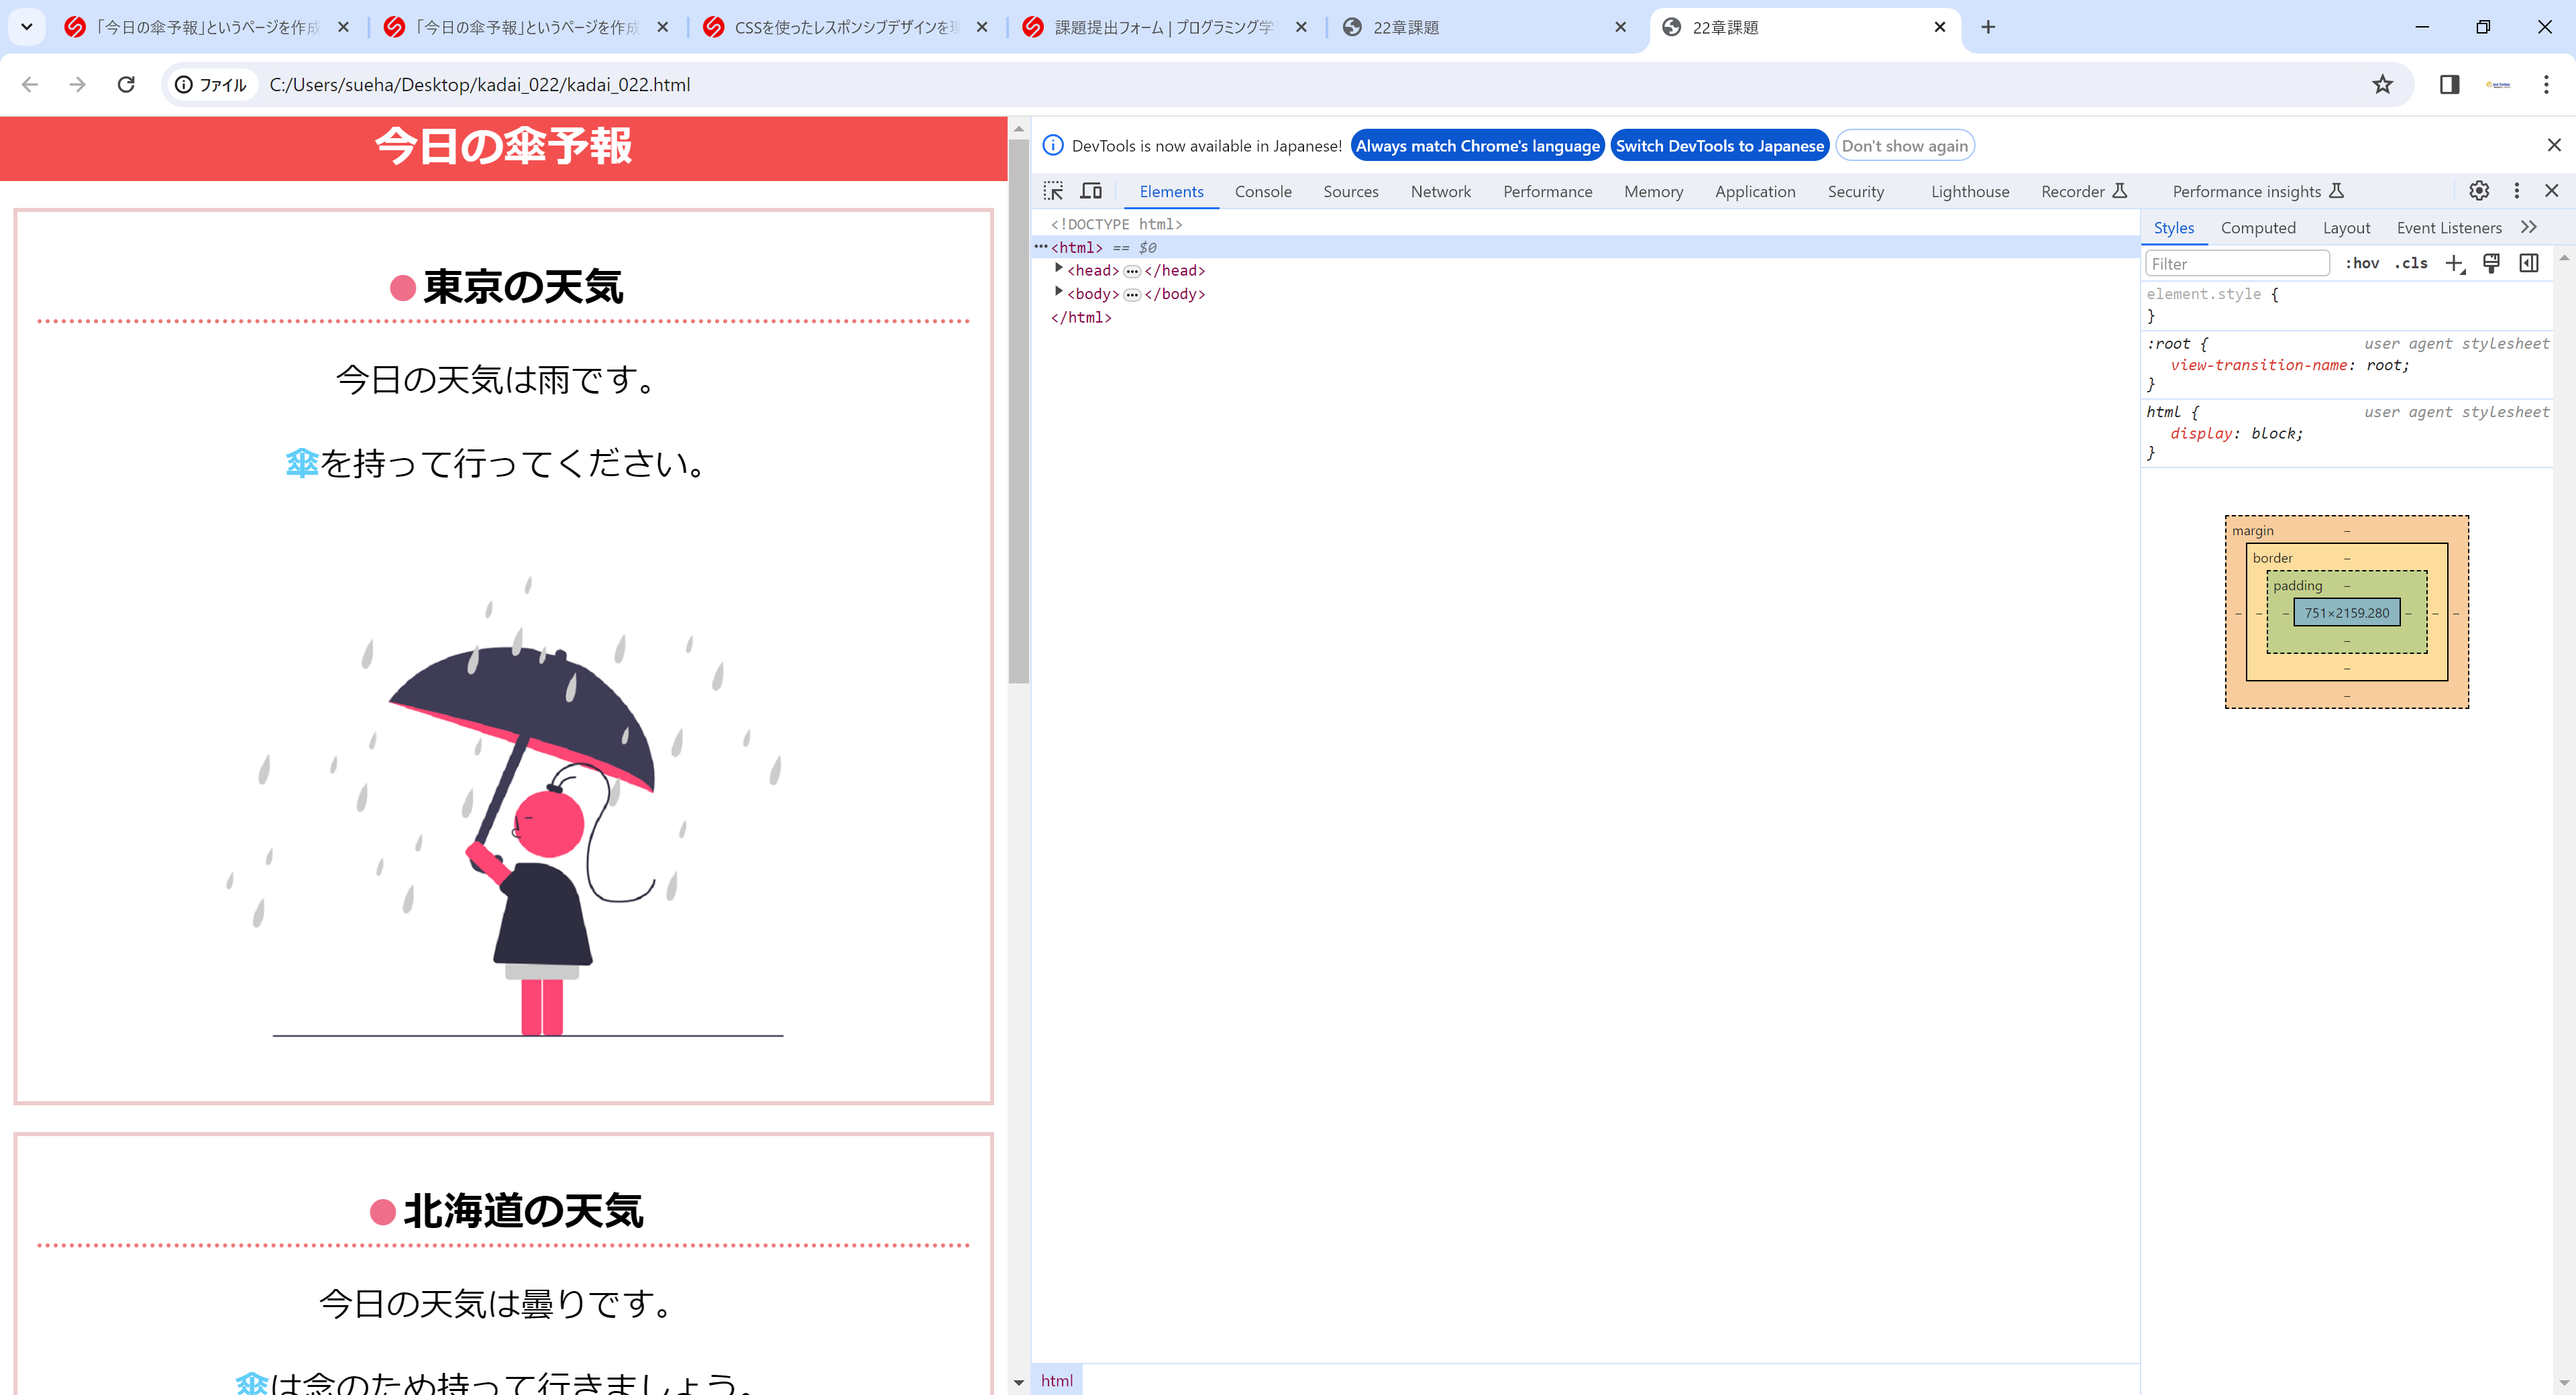 「今日の傘予報」というページを作成
「今日の傘予報」というページを作成
CSSを使ったレスポンシブデザインを
課題提出フォーム | プログラミング学
22章課題
22章課題
ファイル
C:/Users/sueha/Desktop/kadai_022/kadai_022.html
今日の傘予報
東京の天気
今日の天気は雨です。
傘を持って行ってください。
北海道の天気
今日の天気は曇りです。
傘は念のため持って行きましょう。
DevTools is now available in Japanese!
Always match Chrome's language
Switch DevTools to Japanese
Don't show again
Elements
Console
Sources
Network
Performance
Memory
Application
Security
Lighthouse
Recorder
Performance insights
<!DOCTYPE html>
<html> == $0
<head>…</head>
<body>…</body>
</html>
html
Styles
Computed
Layout
Event Listeners
Filter
:hov
.cls
element.style {
}
:root {
user agent stylesheet
view-transition-name: root;
}
html {
user agent stylesheet
display: block;
}
margin
–
border
–
padding
–
– – – 751×2159.280 – – –
–
–
–